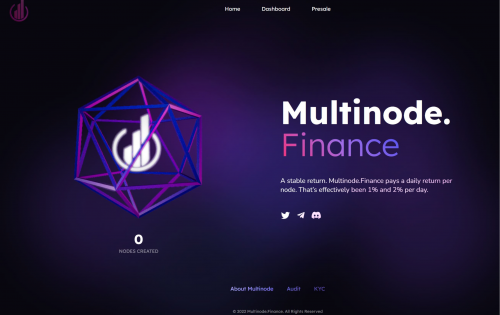 Home Dashboard Presale
Multinode.
Finance
A stable return. Multinode.Finance pays a daily return per
node. That's effectively been 1% and 2% per day.
0
NODES CREATED
About Multinode Audit KYC
© 2022 Multinode.Finance. All Rights Reserved